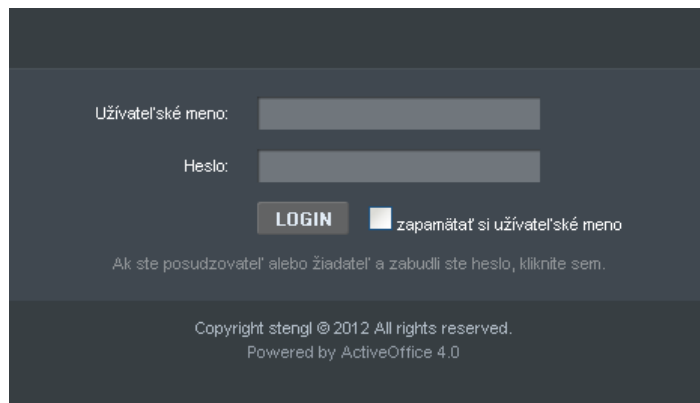 Užívateľské meno:
Heslo:
LOGIN zapamätať si užívateľské meno
Ak ste posudzovateľ alebo žiadateľ a zabudli ste heslo, kliknite sem.
Copyright stengl © 2012 All rights reserved.
Powered by ActiveOffice 4.0